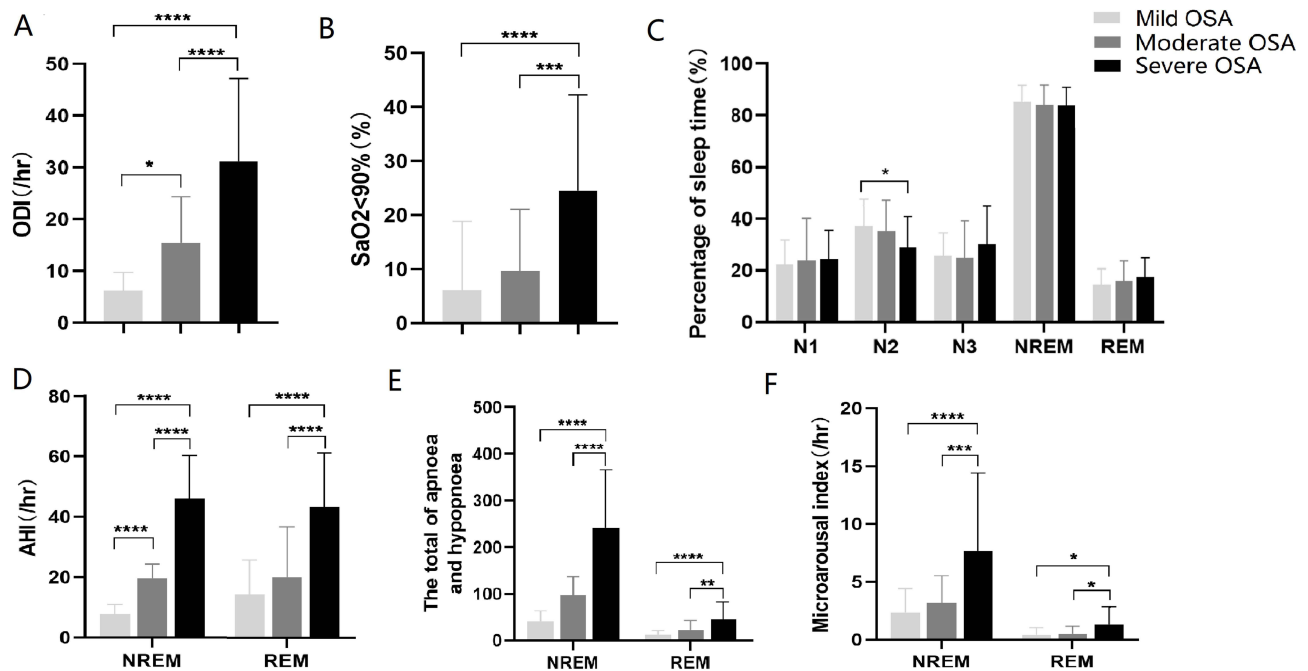 Mild OSA
Moderate OSA
Severe OSA
A
****
****
*
ODI(/hr)
50
40
30
20
10
0
B
****
***
SaO2<90%(%)
50
40
30
20
10
0
C
*
Percentage of sleep time(%)
100
80
60
40
20
0
N1 N2 N3 NREM REM
D
****
****
****
****
****
AHI(/hr)
80
60
40
20
0
NREM REM
E
****
****
****
**
The total of apnoea
and hypopnoea
500
400
300
200
100
0
NREM REM
F
****
***
*
*
Microarousal index(/hr)
20
15
10
5
0
NREM REM